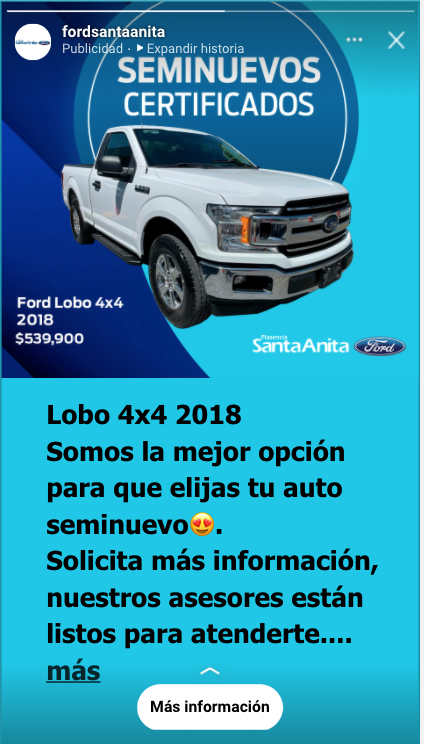 fordsantaanita
Publicidad · ▶ Expandir historia
SEMINUEVOS
CERTIFICADOS
Ford Lobo 4x4
2018
$539,900
Plasencia
SantaAnita Ford
Lobo 4x4 2018
Somos la mejor opción
para que elijas tu auto
seminuevo😍.
Solicita más información,
nuestros asesores están
listos para atenderte....
más
Más información